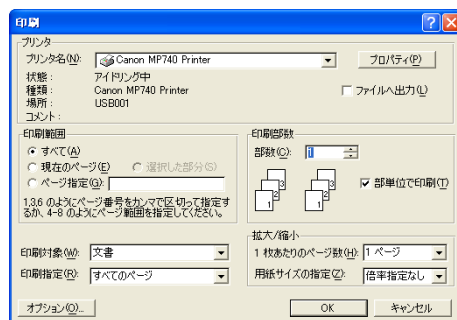 印刷
プリンタ
プリンタ名(N): Canon MP740 Printer プロパティ(P)
状態: アイドリング中
種類: Canon MP740 Printer ファイルへ出力(L)
場所: USB001
コメント:
印刷範囲
すべて(A)
現在のページ(E) 選択した部分(S)
ページ指定(G):
1,3,6 のようにページ番号をカンマで区切って指定す
るか、4-8 のようにページ範囲を指定してください。
印刷部数
部数(C): 1
1 2 3 1 2 3
部単位で印刷(T)
印刷対象(W): 文書
印刷指定(R): すべてのページ
拡大/縮小
1 枚あたりのページ数(H): 1 ページ
用紙サイズの指定(Z): 倍率指定なし
オプション(O)... OK キャンセル